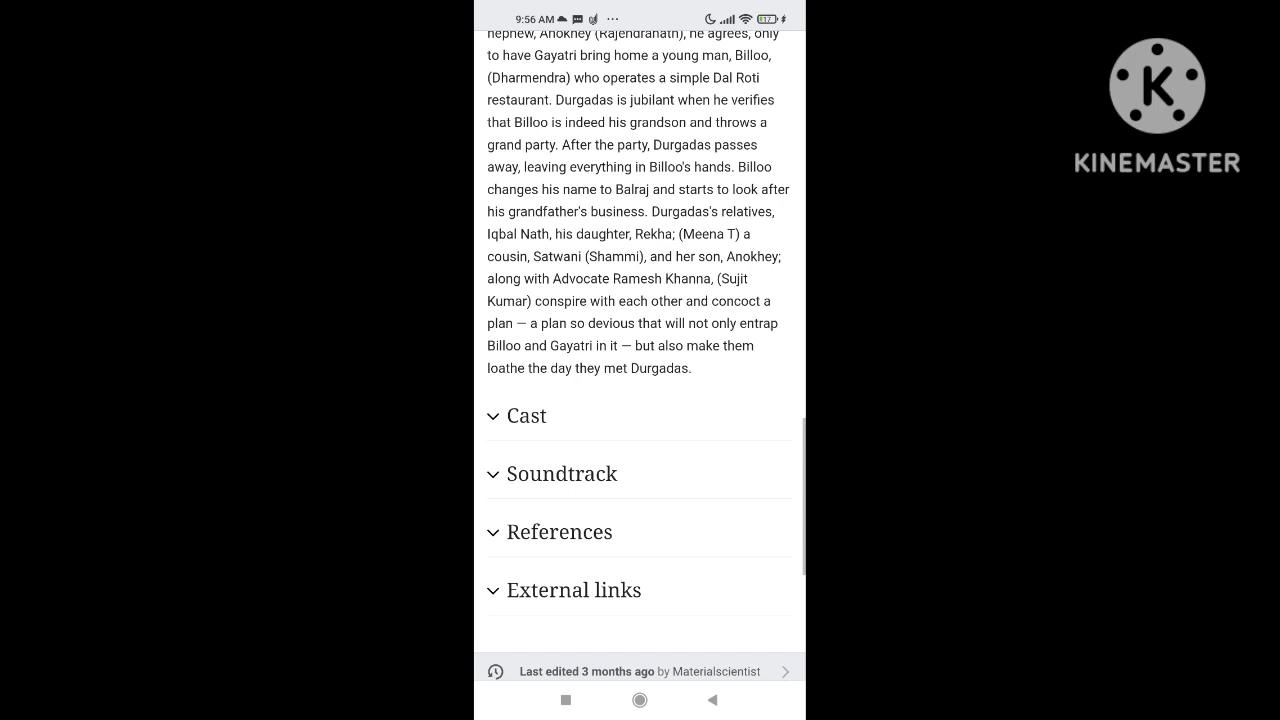 9:56 AM
17
nephew, Anokhey (Rajendranath), he agrees, only
to have Gayatri bring home a young man, Billoo,
(Dharmendra) who operates a simple Dal Roti
restaurant. Durgadas is jubilant when he verifies
that Billoo is indeed his grandson and throws a
grand party. After the party, Durgadas passes
away, leaving everything in Billoo's hands. Billoo
changes his name to Balraj and starts to look after
his grandfather's business. Durgadas's relatives,
Iqbal Nath, his daughter, Rekha; (Meena T) a
cousin, Satwani (Shammi), and her son, Anokhey;
along with Advocate Ramesh Khanna, (Sujit
Kumar) conspire with each other and concoct a
plan — a plan so devious that will not only entrap
Billoo and Gayatri in it — but also make them
loathe the day they met Durgadas.
Cast
Soundtrack
References
External links
Last edited 3 months ago by Materialscientist
K
KINEMASTER